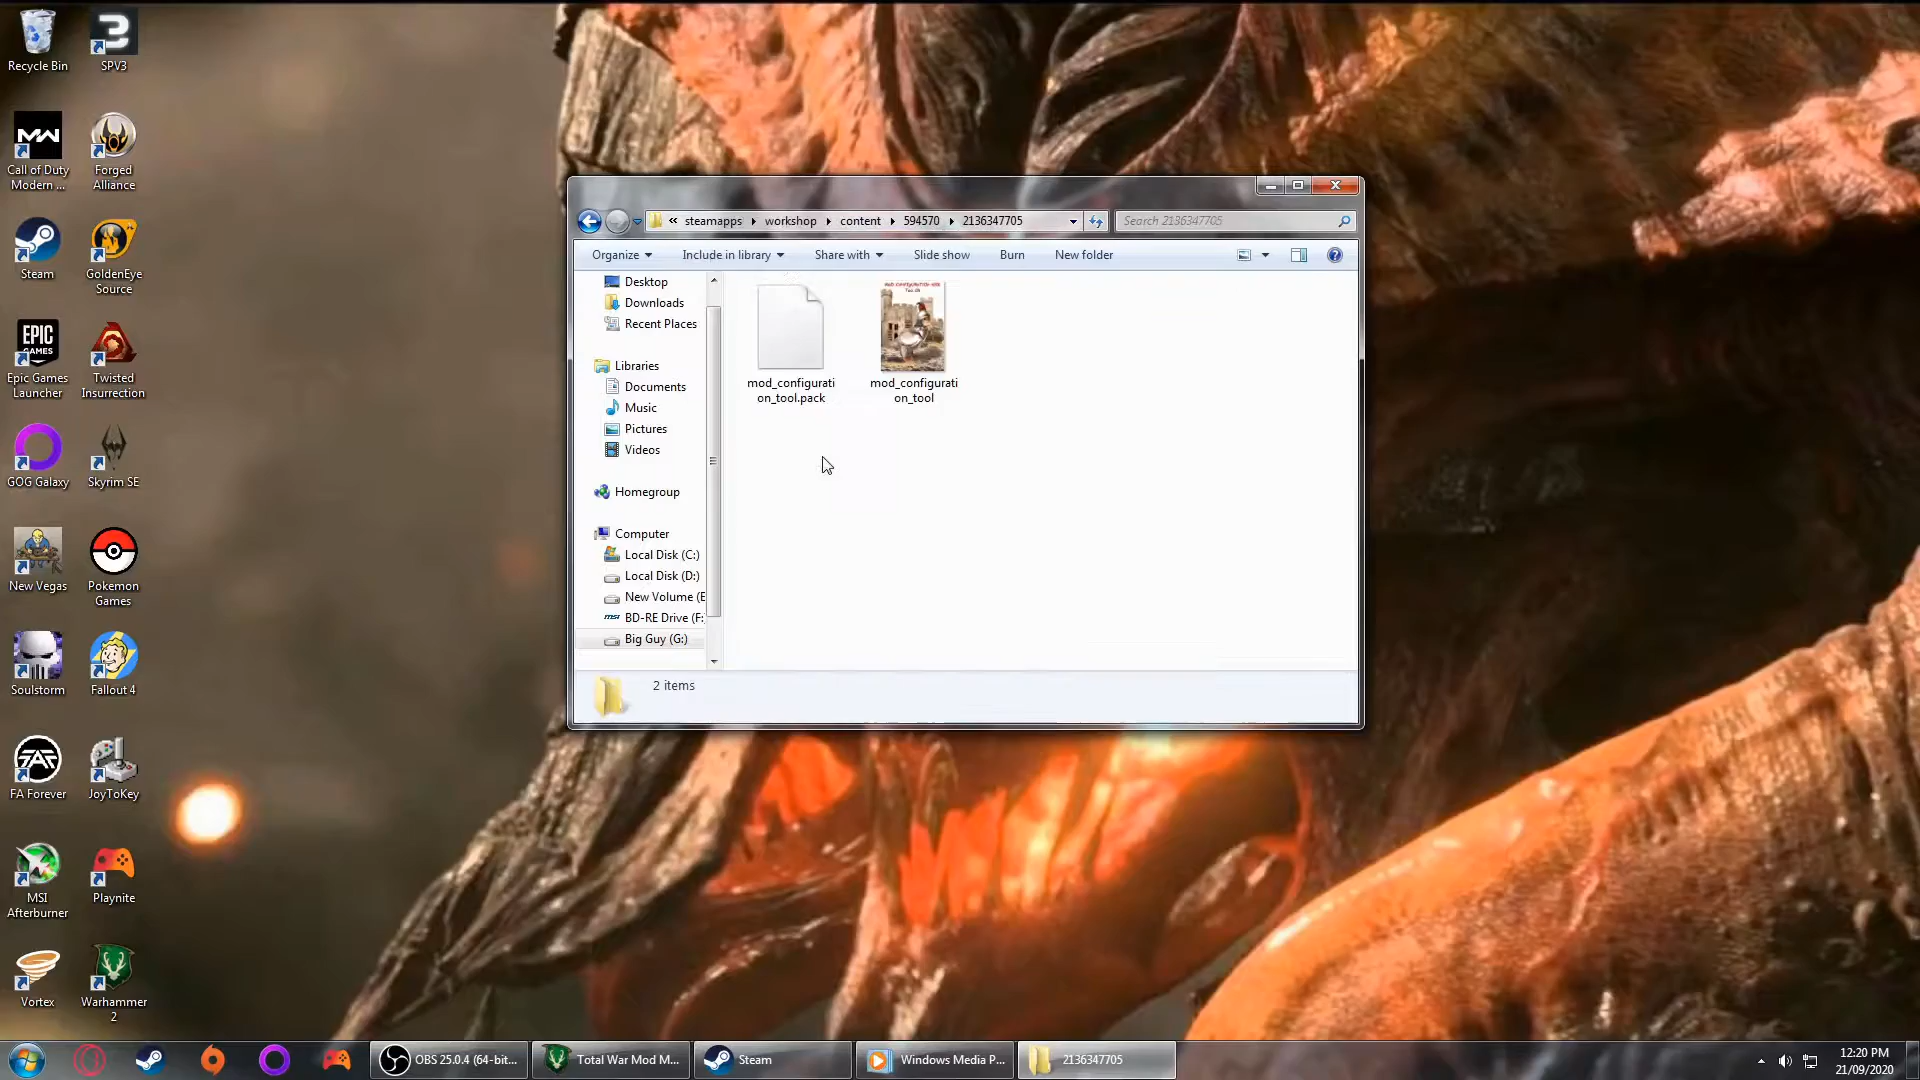 Recycle Bin
SPV3
MW
Call of Duty
Modern ...
Forged
Alliance
Steam
GoldenEye
Source
EPIC
GAMES
Epic Games
Launcher
Twisted
Insurrection
GOG Galaxy
Skyrim SE
New Vegas
Pokemon
Games
Soulstorm
Fallout 4
FAF
FA Forever
JoyToKey
MSI
Afterburner
Playnite
Vortex
Warhammer
2
« steamapps
workshop
content
594570
2136347705
Search 2136347705
Organize
Include in library
Share with
Slide show
Burn
New folder
Desktop
Downloads
Recent Places
Libraries
Documents
Music
Pictures
Videos
Homegroup
Computer
Local Disk (C:)
Local Disk (D:)
New Volume (E
msi
BD-RE Drive (F:
Big Guy (G:)
mod_configurati
on_tool.pack
mod_configurati
on_tool
2 items
OBS 25.0.4 (64-bit...
Total War Mod M...
Steam
Windows Media P...
2136347705
12:20 PM
21/09/2020